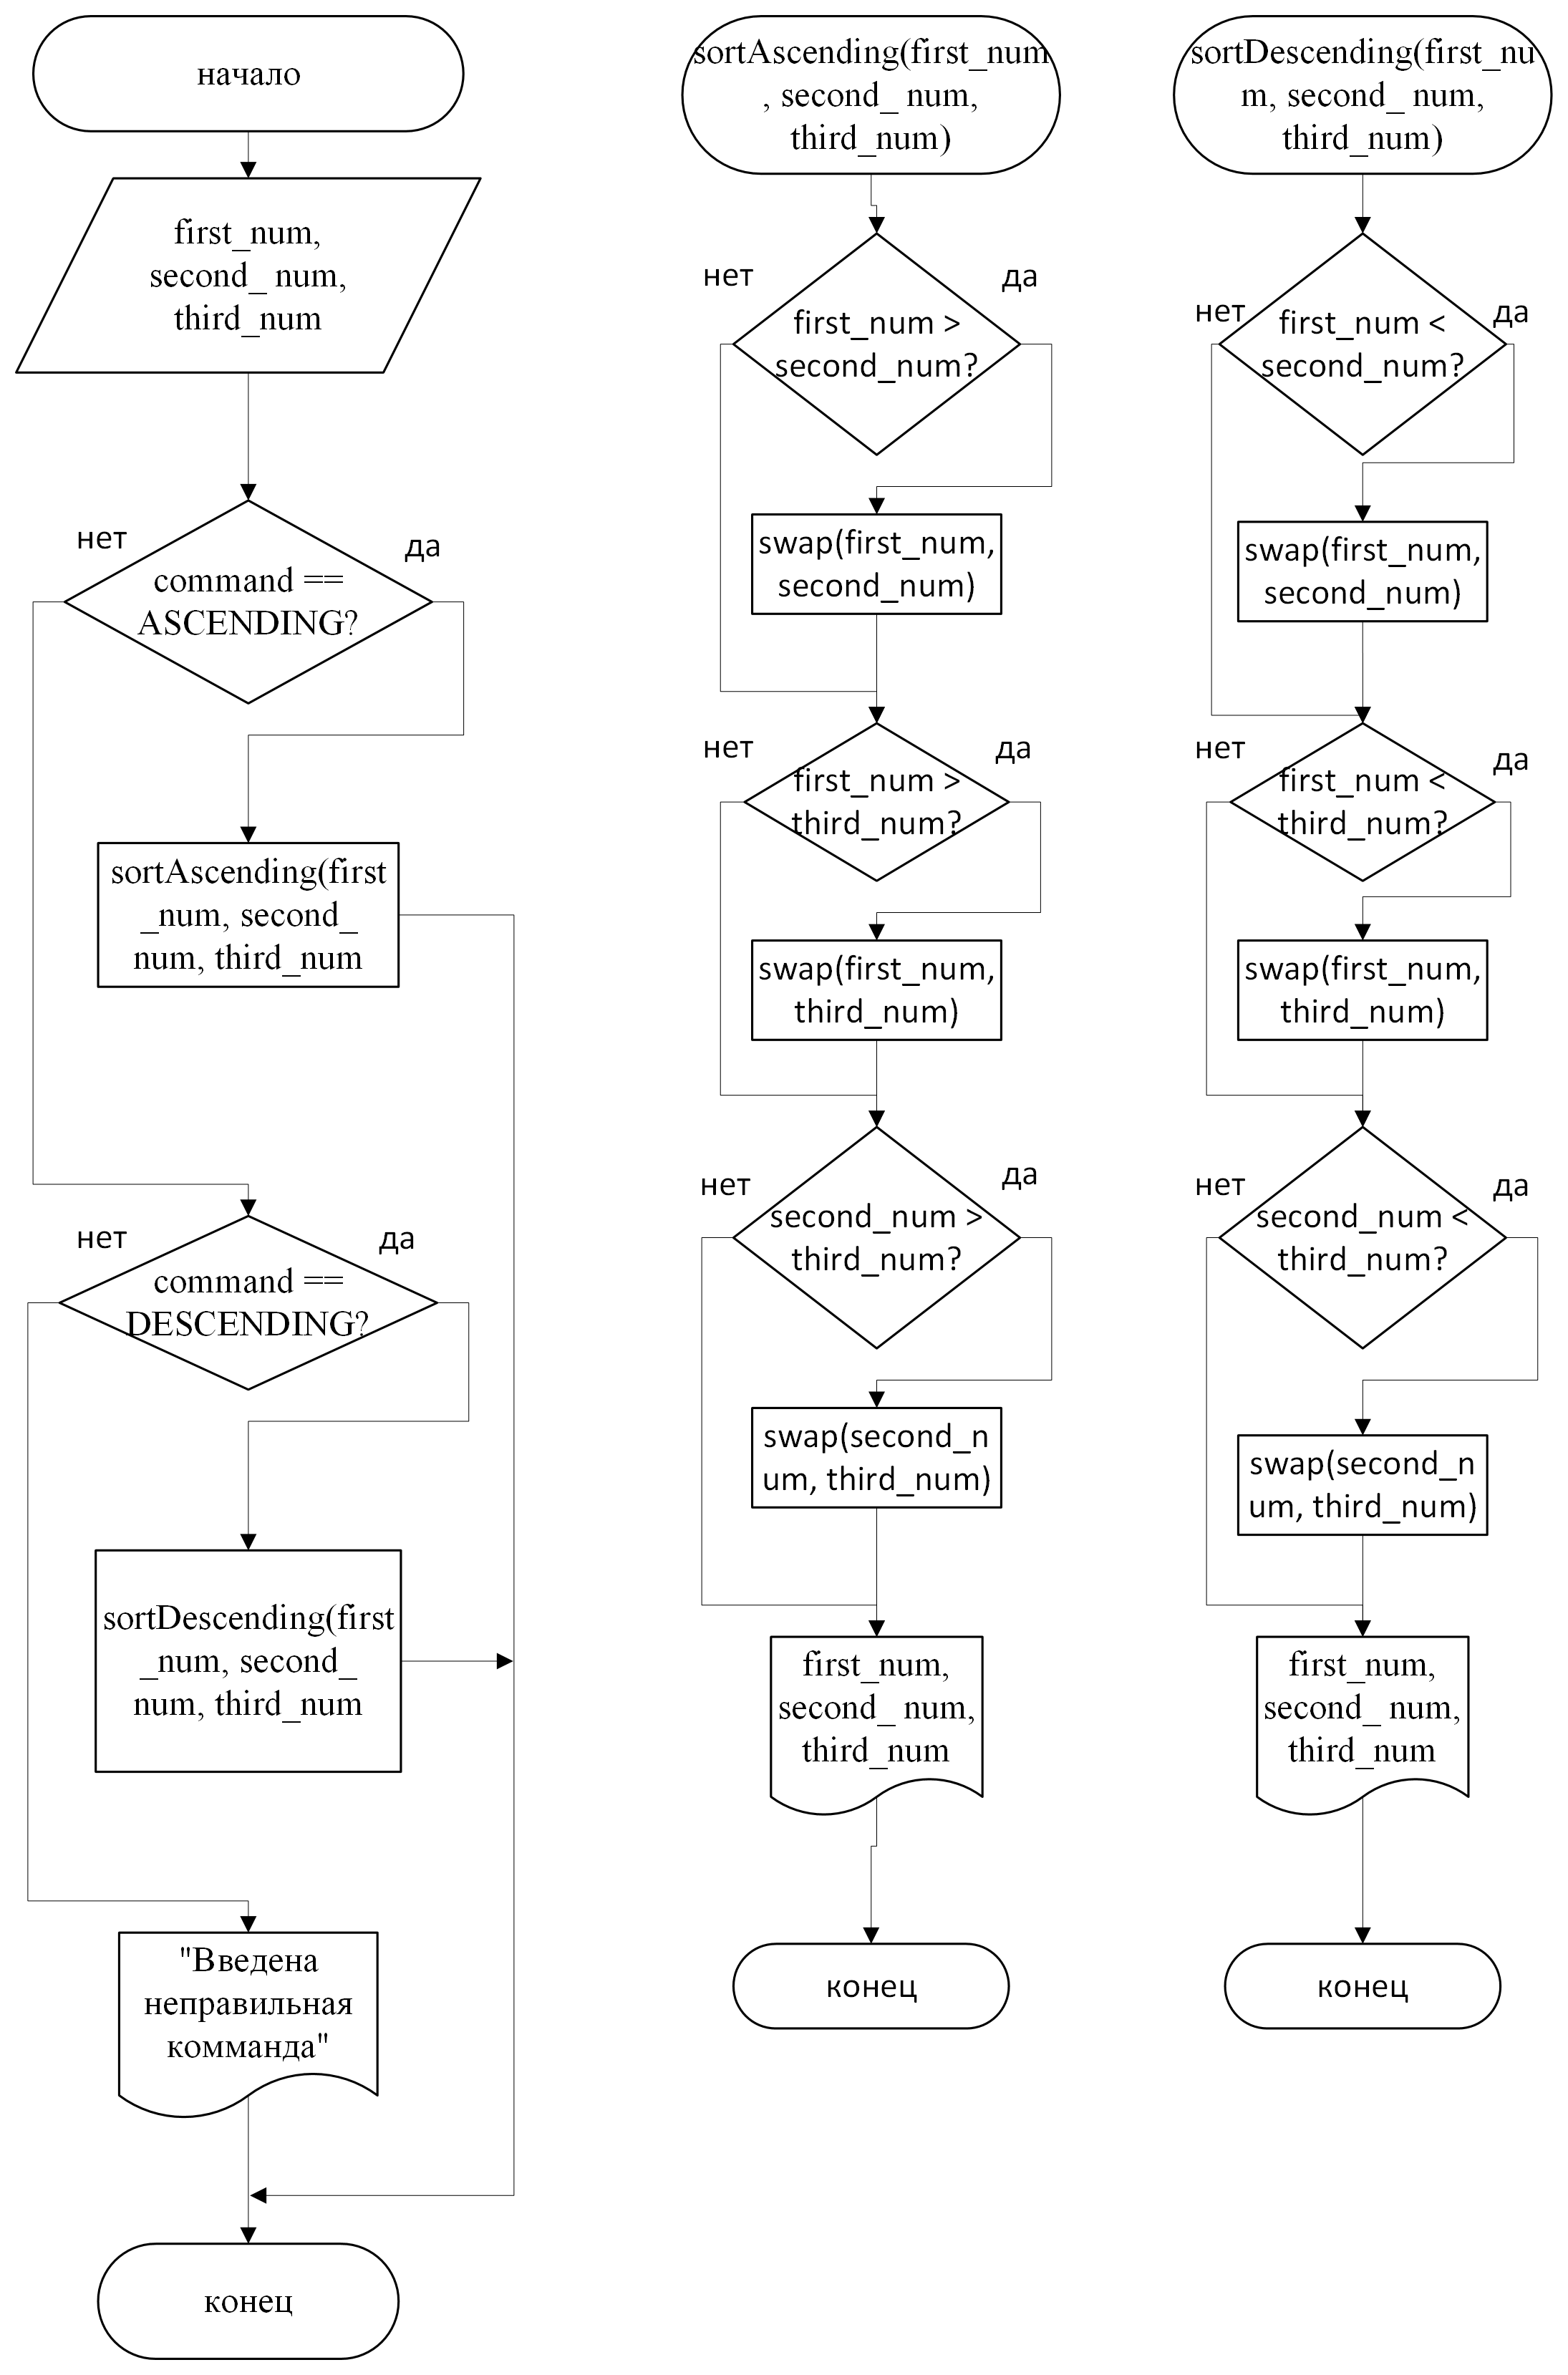 начало
first_num,
second_ num,
third_num
нет
да
command ==
ASCENDING?
sortAscending(first
_num, second_
num, third_num
нет
да
command ==
DESCENDING?
sortDescending(first
_num, second_
num, third_num
"Введена
неправильная
комманда"
конец
sortAscending(first_num
, second_ num,
third_num)
нет
да
first_num >
second_num?
swap(first_num,
second_num)
нет
да
first_num >
third_num?
swap(first_num,
third_num)
нет
да
second_num >
third_num?
swap(second_n
um, third_num)
first_num,
second_ num,
third_num
конец
sortDescending(first_nu
m, second_ num,
third_num)
нет
да
first_num <
second_num?
swap(first_num,
second_num)
нет
да
first_num <
third_num?
swap(first_num,
third_num)
нет
да
second_num <
third_num?
swap(second_n
um, third_num)
first_num,
second_ num,
third_num
конец